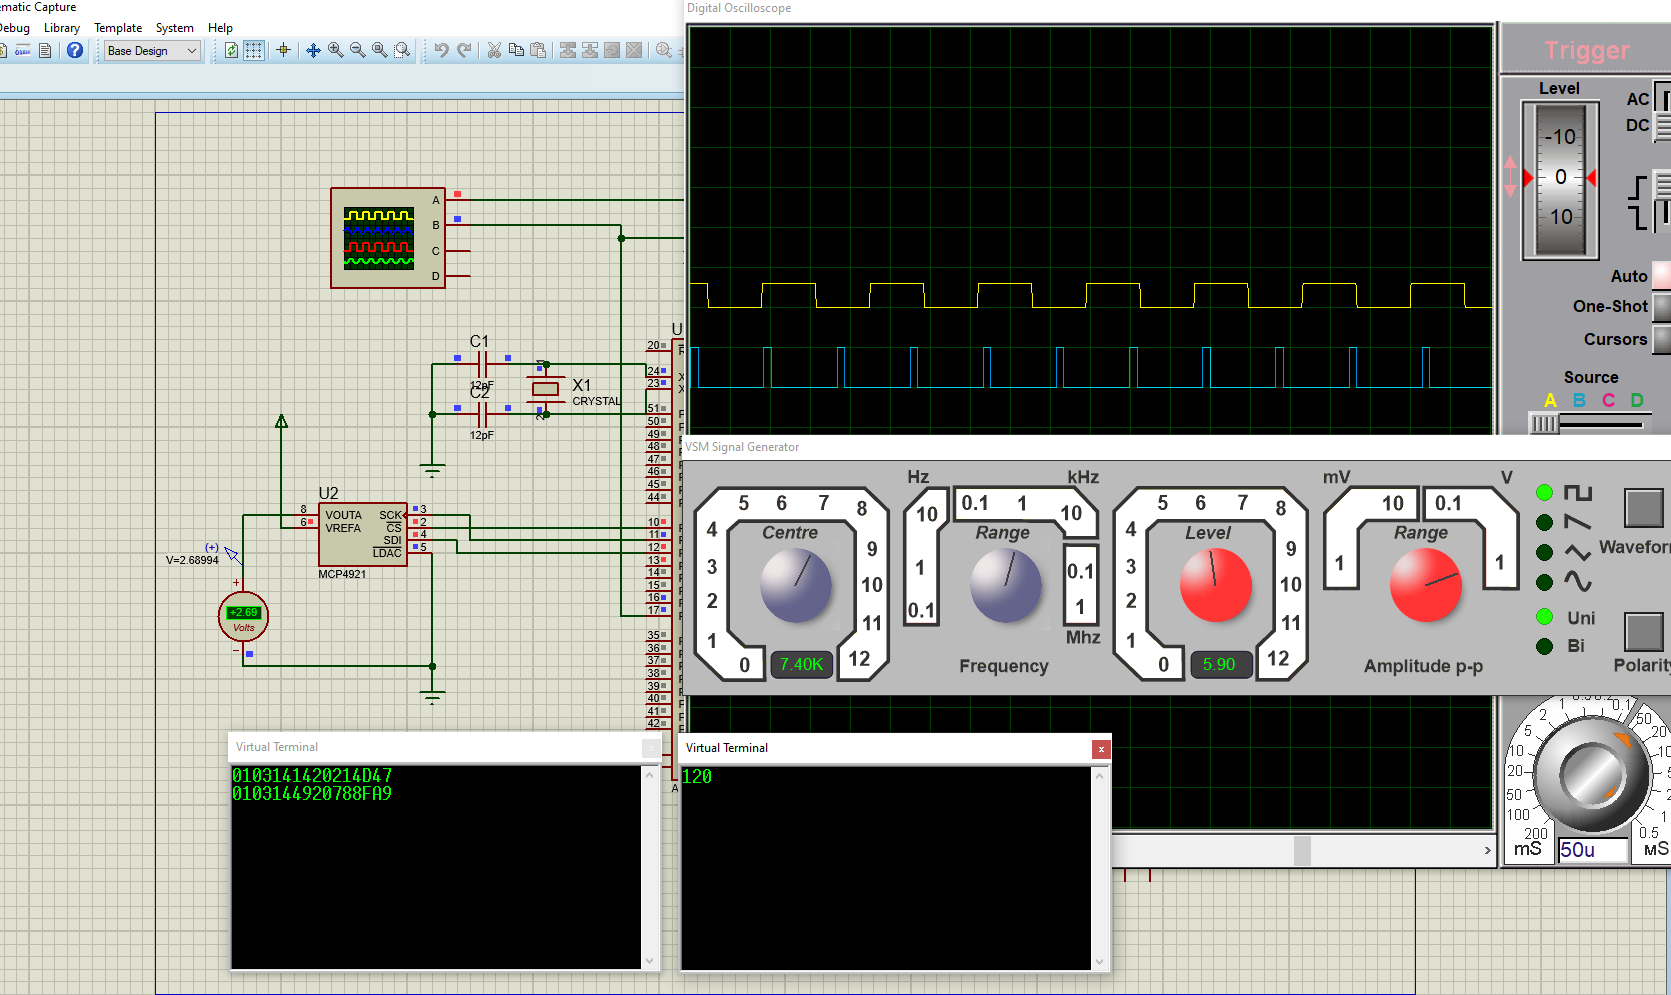 ematic Capture
Debug Library Template System Help
Base Design
Digital Oscilloscope
Trigger
Level
AC
DC
-10
0
10
Auto
One-Shot
Cursors
Source
A B C D
A
B
C
D
C1
12pF
C2
12pF
X1
CRYSTAL
U
20
24
23
51
50
49
48
47
46
45
44
10
11
12
13
14
15
16
17
35
36
37
38
39
40
41
42
U2
8 VOUTA SCK 3
6 VREFA CS 2
SDI 4
LDAC 5
MCP4921
(+)
V=2.68994
+
+2.69
Volts
−
VSM Signal Generator
0 1 2 3 4 5 6 7 8 9 10 11 12
Centre
7.40K
Hz kHz
0.1 1 10 0.1 1 10 0.1 1
Mhz
Range
Frequency
0 1 2 3 4 5 6 7 8 9 10 11 12
Level
5.90
mV V
1 10 0.1 1
Range
Amplitude p-p
Waveform
Uni
Bi
Polarity
200
100
50
20
10
5
2
1
0.5
0.2
0.1
50
20
10
5
2
1
0.5
mS
50u
µS
Virtual Terminal
0103141420214D47
0103144920788FA9
Virtual Terminal
120